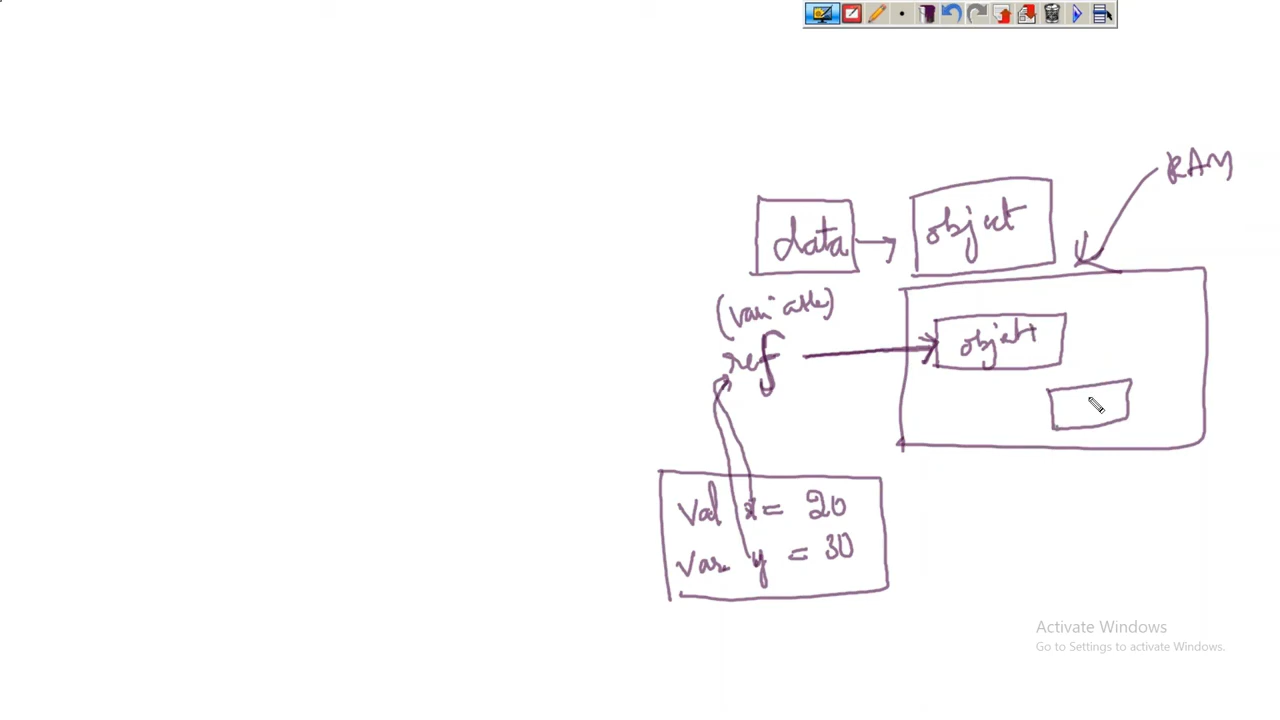 RAM
data → object
(variable)
ref
object
val x = 20
var y = 30
Activate Windows
Go to Settings to activate Windows.